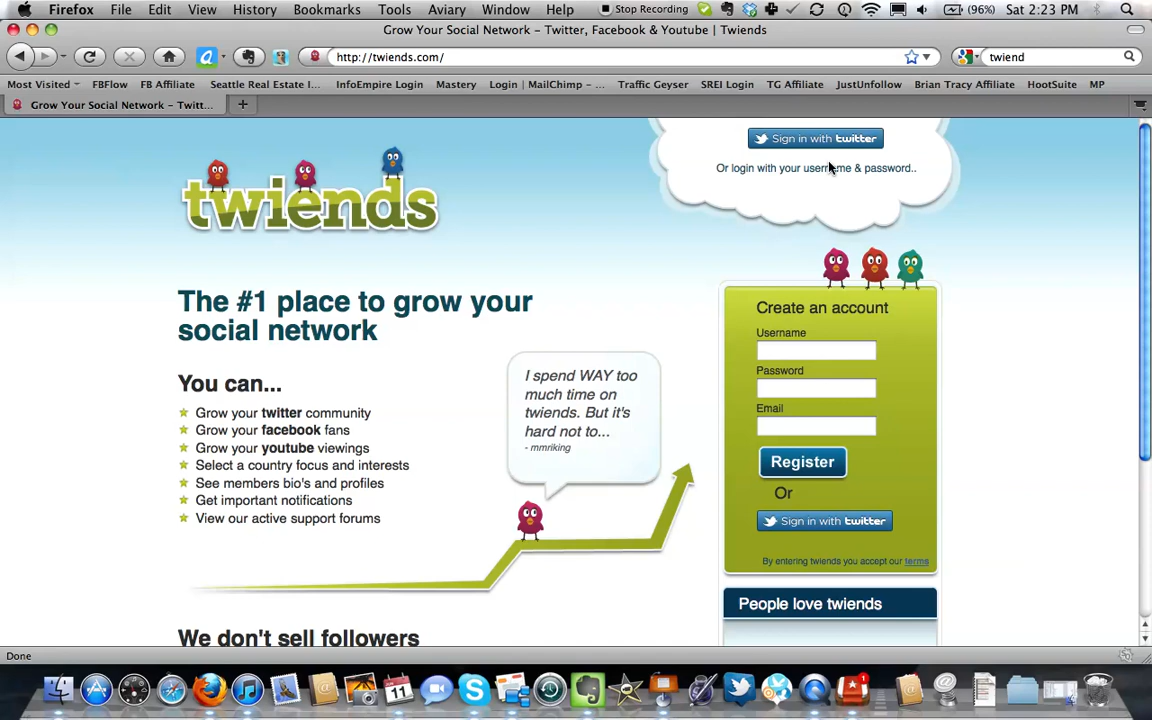 Firefox File Edit View History Bookmarks Tools Aviary Window Help Stop Recording (96%) Sat 2:23 PM
Grow Your Social Network – Twitter, Facebook & Youtube | Twiends
http://twiends.com/ twiend
Most Visited FBFlow FB Affiliate Seattle Real Estate I... InfoEmpire Login Mastery Login | MailChimp – ... Traffic Geyser SREI Login TG Affiliate JustUnfollow Brian Tracy Affiliate HootSuite MP
Grow Your Social Network – Twitt...
Sign in with twitter
Or login with your username & password..
twiends
The #1 place to grow your
social network
You can...
Grow your twitter community
Grow your facebook fans
Grow your youtube viewings
Select a country focus and interests
See members bio's and profiles
Get important notifications
View our active support forums
I spend WAY too
much time on
twiends. But it's
hard not to...
- mmriking
Create an account
Username
Password
Email
Register
Or
Sign in with twitter
By entering twiends you accept our terms
People love twiends
We don't sell followers
Done
11
1